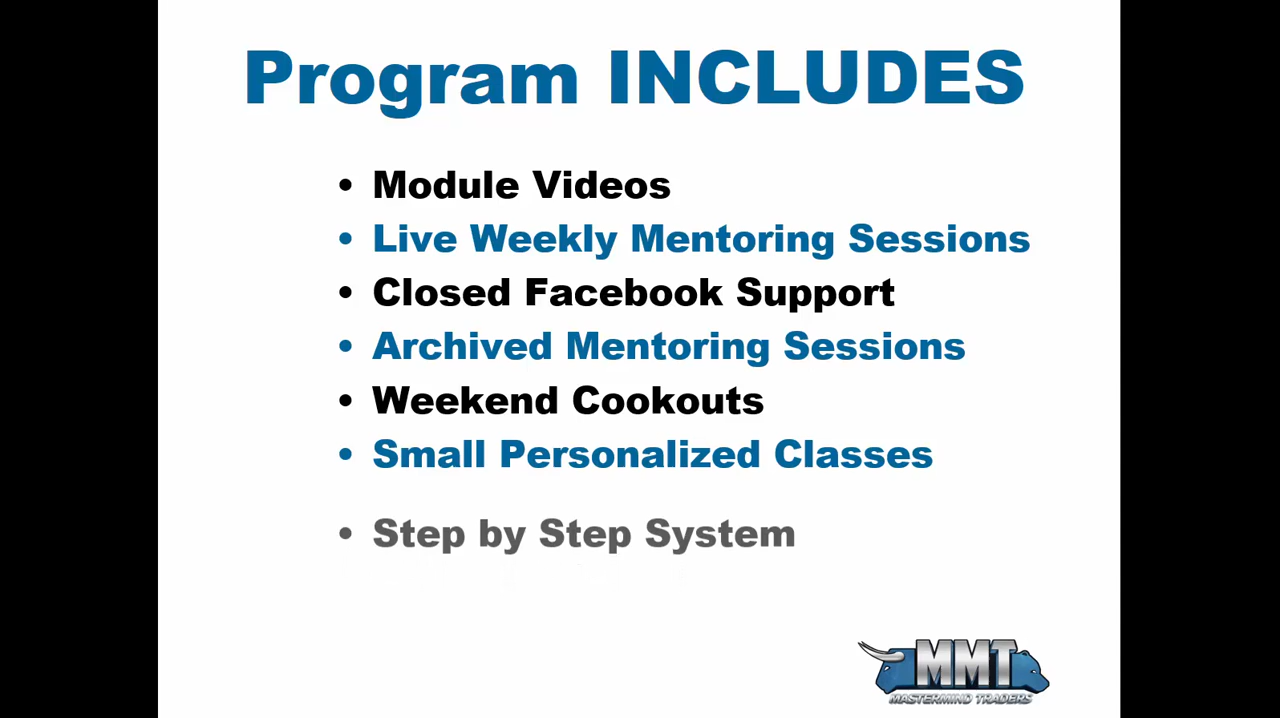 Program INCLUDES
• Module Videos
• Live Weekly Mentoring Sessions
• Closed Facebook Support
• Archived Mentoring Sessions
• Weekend Cookouts
• Small Personalized Classes
• Step by Step System
MMT
MASTERMIND TRADERS